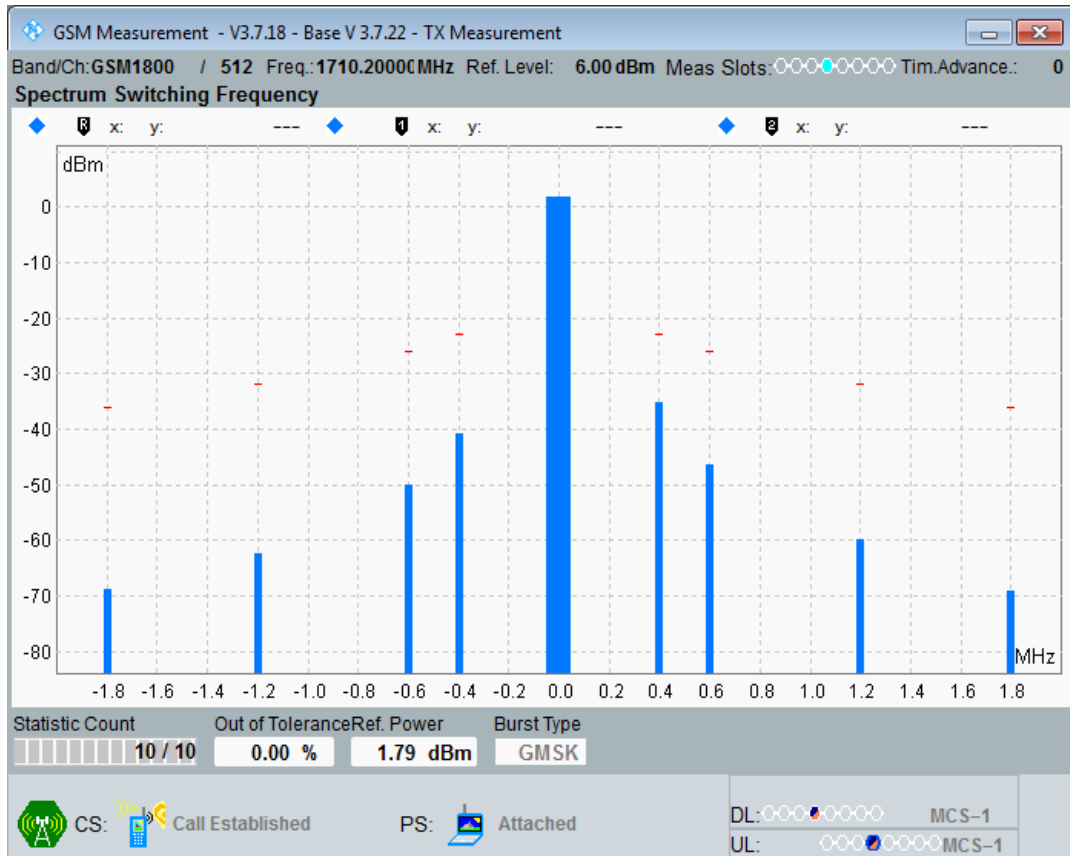 GSM Measurement - V3.7.18 - Base V 3.7.22 - TX Measurement
Band/Ch:GSM1800 / 512 Freq.:1710.20000MHz Ref. Level: 6.00 dBm Meas Slots: Tim.Advance.: 0
Spectrum Switching Frequency
R x: y: --- 1 x: y: --- 2 x: y: ---
dBm
0
-10
-20
-30
-40
-50
-60
-70
-80
MHz
-1.8 -1.6 -1.4 -1.2 -1.0 -0.8 -0.6 -0.4 -0.2 0.0 0.2 0.4 0.6 0.8 1.0 1.2 1.4 1.6 1.8
Statistic Count Out of Tolerance Ref. Power Burst Type
10 / 10 0.00 % 1.79 dBm GMSK
CS: Call Established PS: Attached
DL: MCS-1
UL: MCS-1